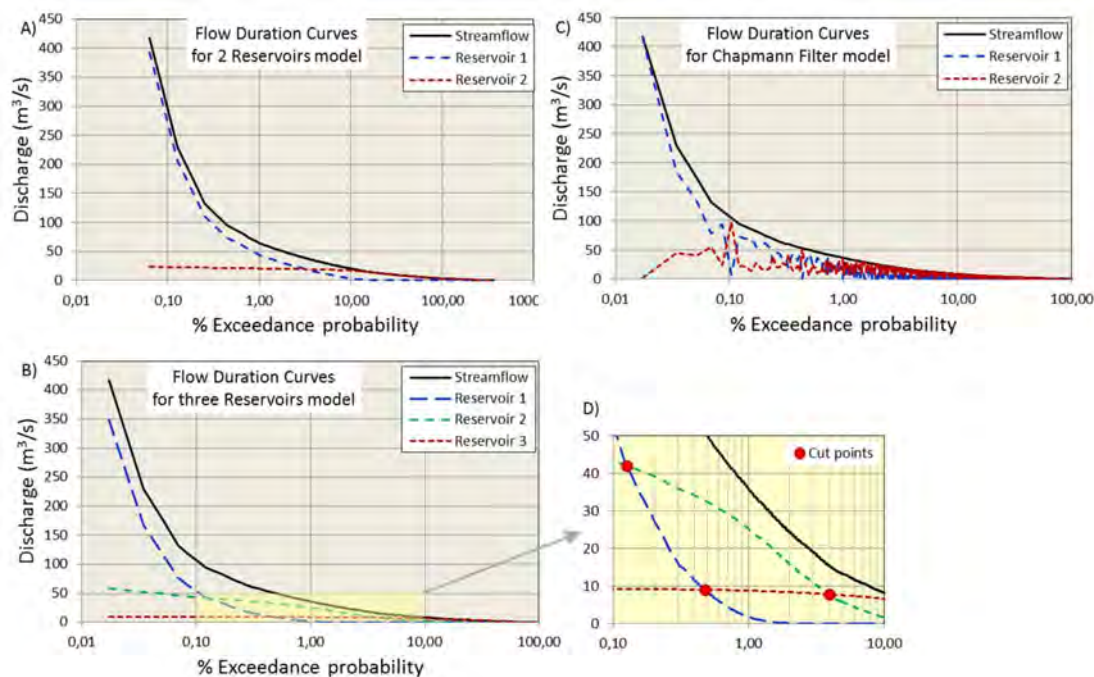 A)
Flow Duration Curves
for 2 Reservoirs model
Streamflow
Reservoir 1
Reservoir 2
Discharge (m³/s)
450
400
350
300
250
200
150
100
50
0
0,01
0,10
1,00
10,00
100,00
% Exceedance probability
C)
Flow Duration Curves
for Chapmann Filter model
Streamflow
Reservoir 1
Reservoir 2
Discharge (m³/s)
450
400
350
300
250
200
150
100
50
0
0,01
0,10
1,00
10,00
100,00
% Exceedance probability
B)
Flow Duration Curves
for three Reservoirs model
Streamflow
Reservoir 1
Reservoir 2
Reservoir 3
Discharge (m³/s)
450
400
350
300
250
200
150
100
50
0
0,01
0,10
1,00
10,00
100,00
% Exceedance probability
D)
Cut points
50
40
30
20
10
0
0,10
1,00
10,00